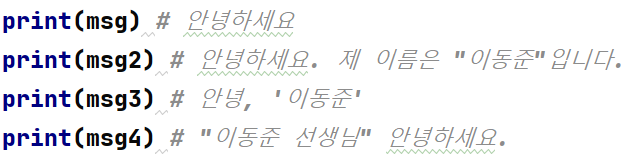 print(msg) # 안녕하세요
print(msg2) # 안녕하세요. 제 이름은 "이동준"입니다.
print(msg3) # 안녕, '이동준'
print(msg4) # "이동준 선생님" 안녕하세요.